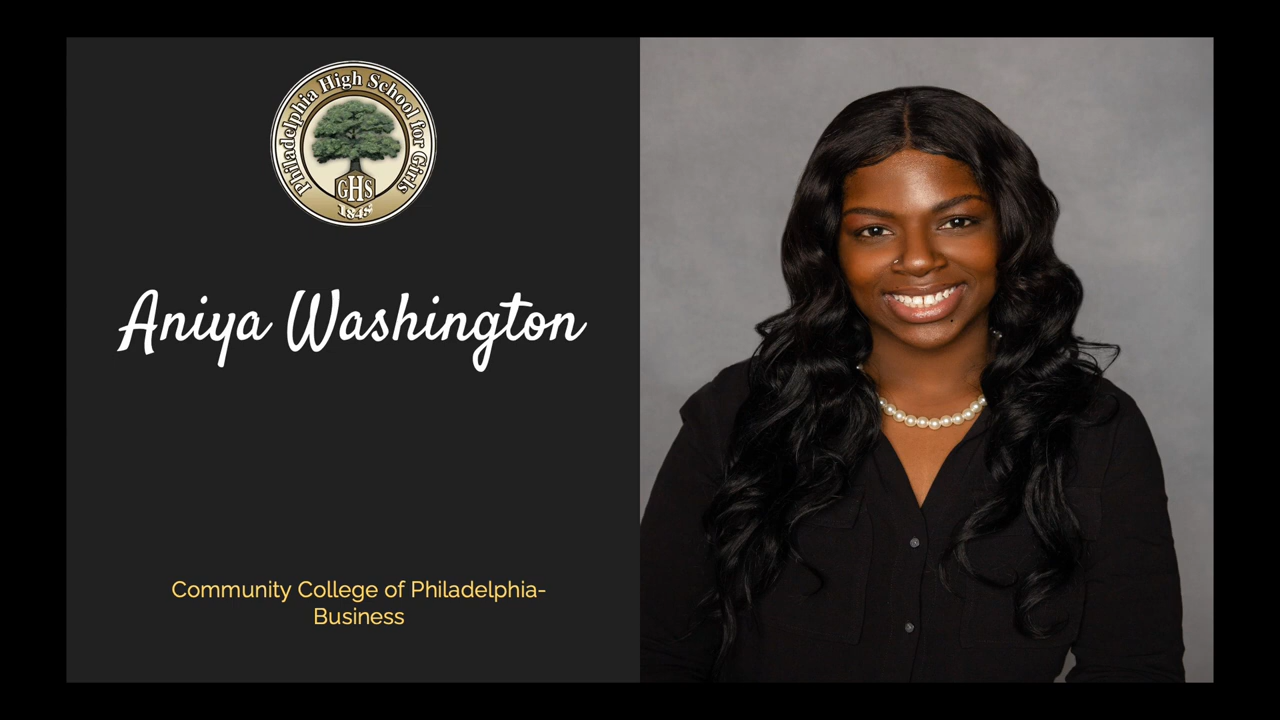 Philadelphia High School for Girls
GHS
1848
Aniya Washington
Community College of Philadelphia-
Business